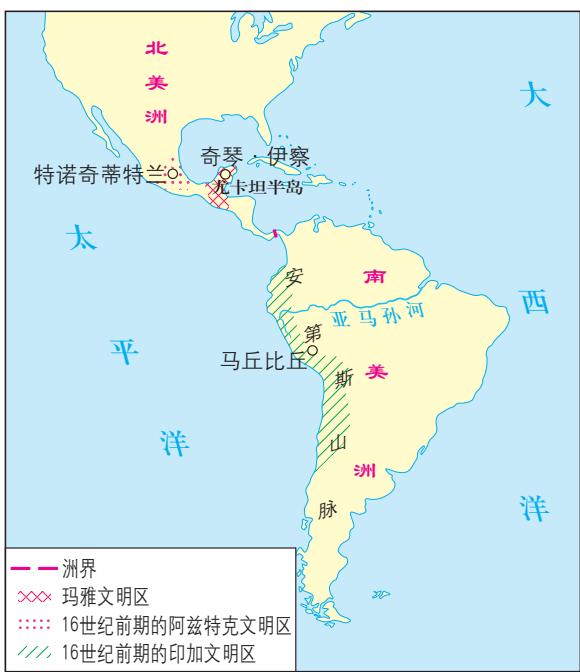 北美洲
大西洋
奇琴·伊察
特诺奇蒂特兰
尤卡坦半岛
太平洋
安第斯山脉
南美洲
亚马孙河
马丘比丘
洲界
玛雅文明区
16世纪前期的阿兹特克文明区
16世纪前期的印加文明区